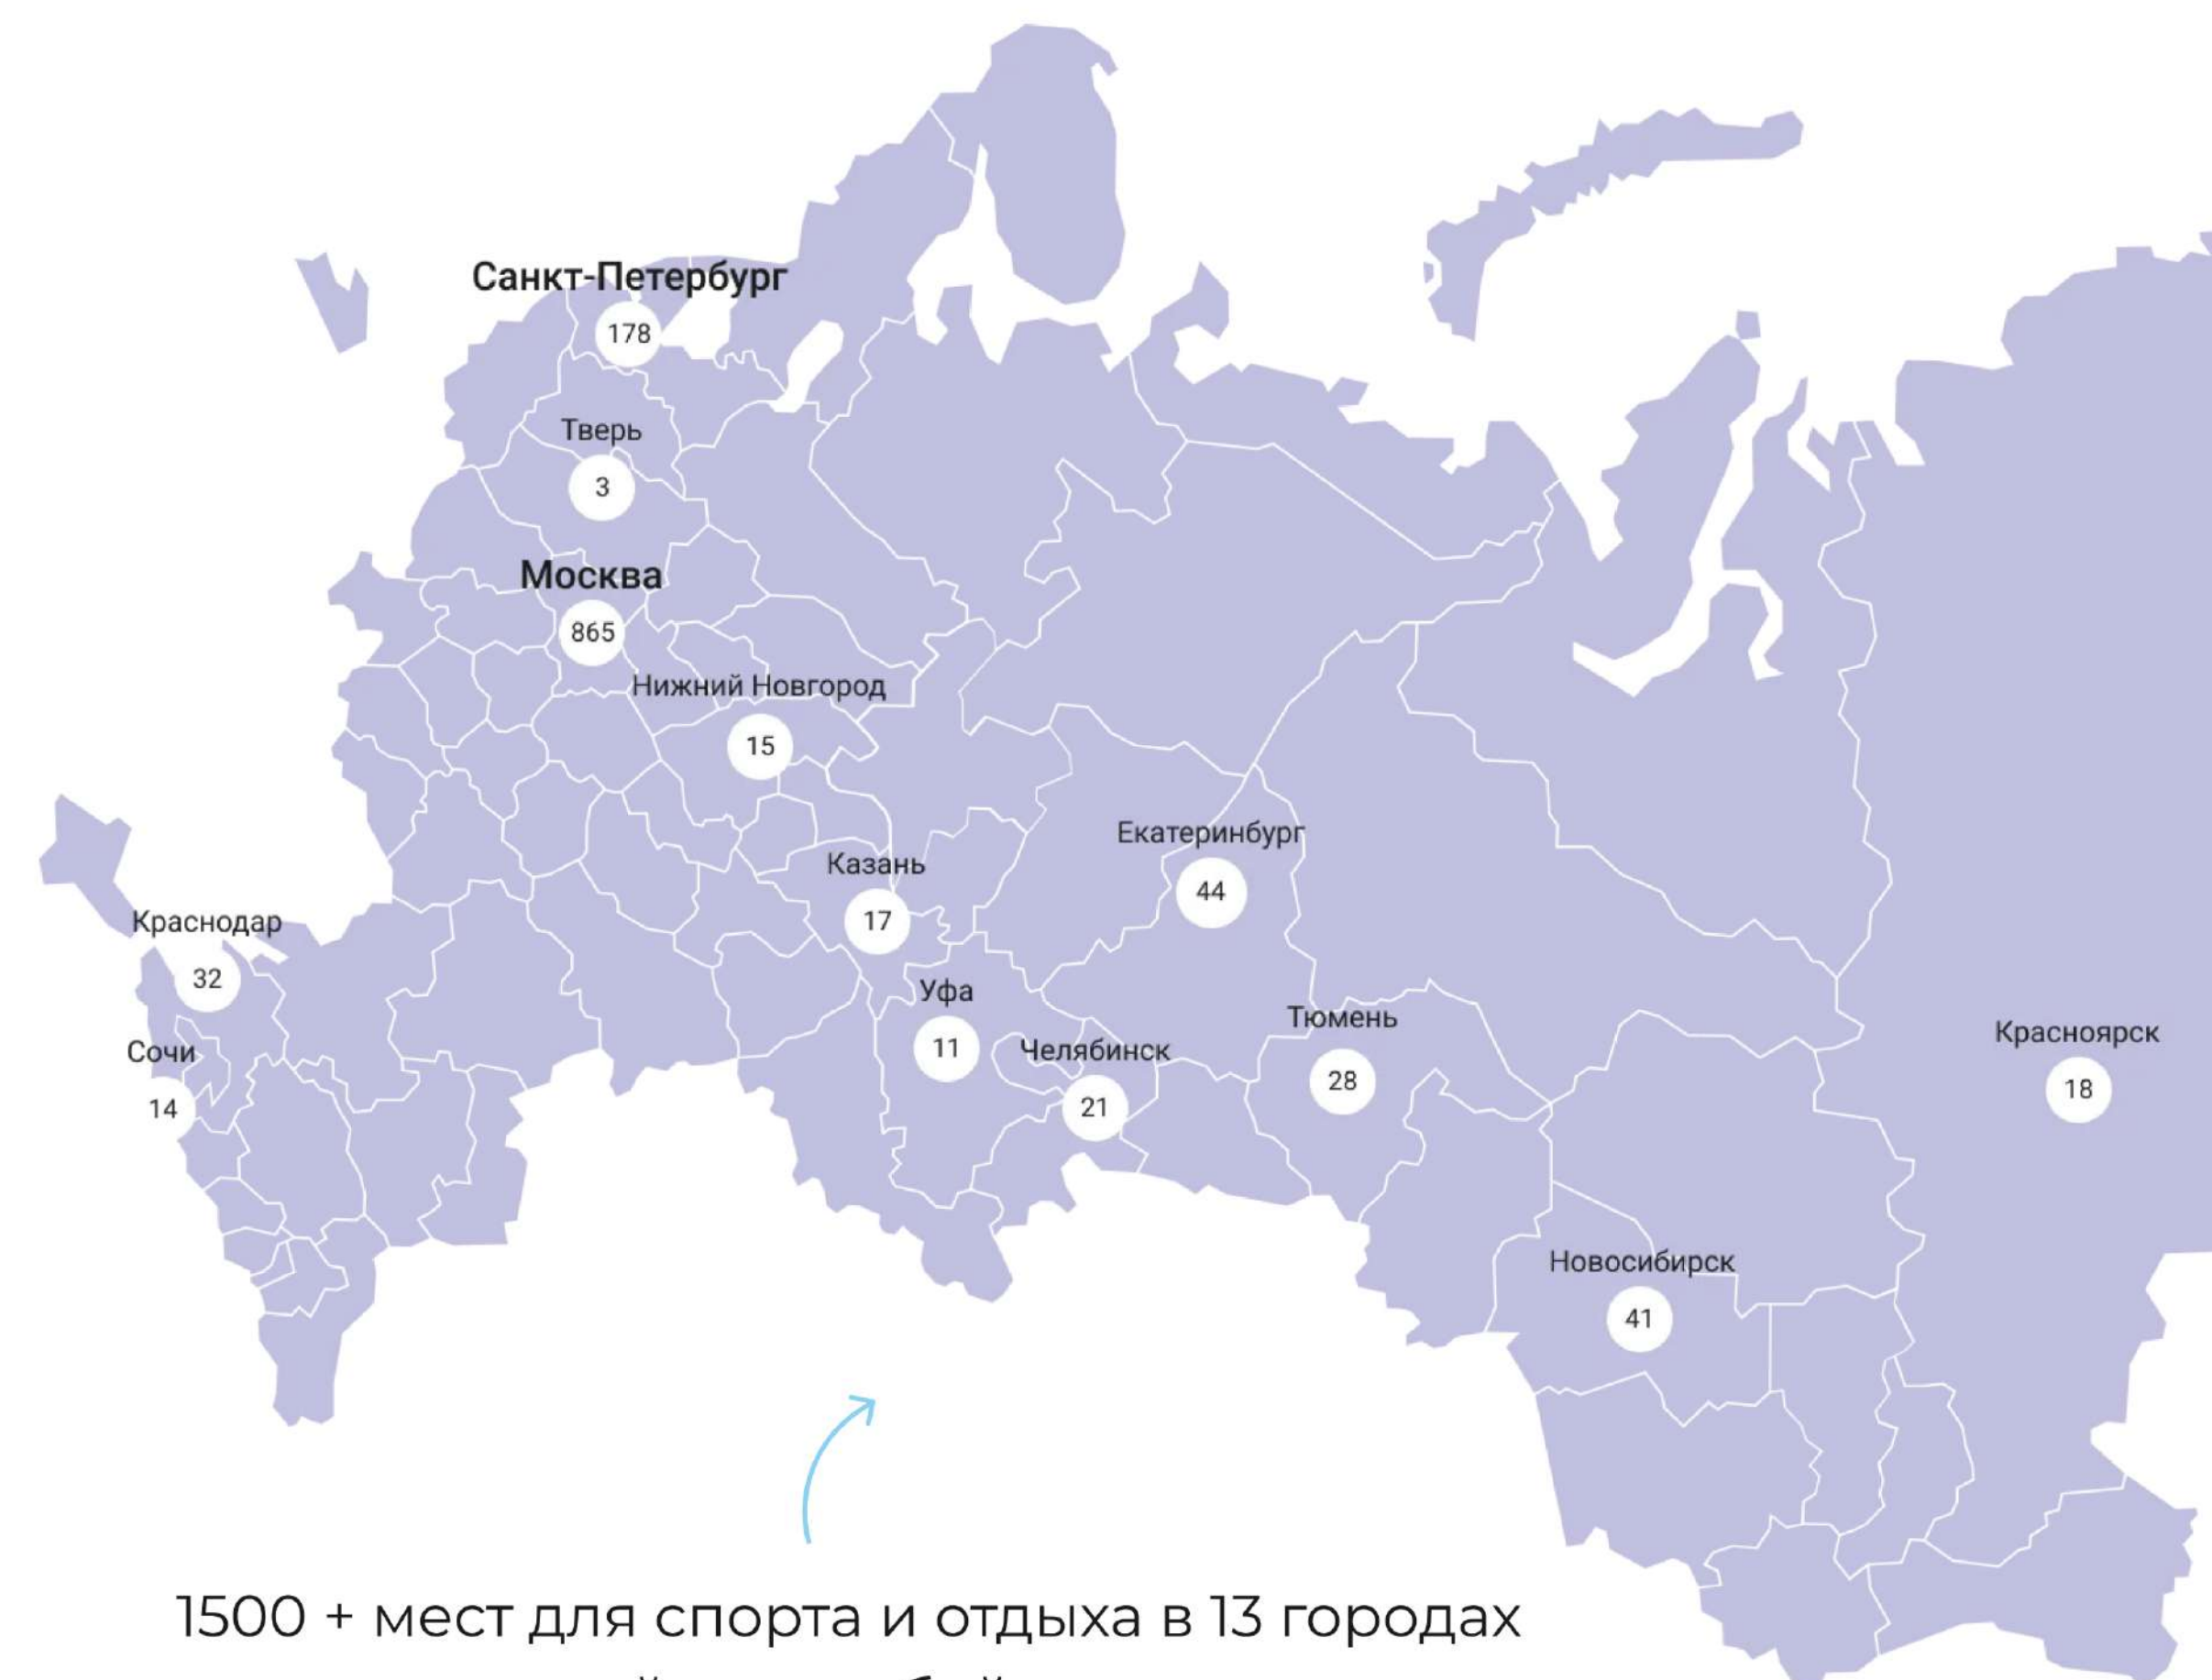 Санкт-Петербург
178
Тверь
3
Москва
865
Нижний Новгород
15
Екатеринбург
44
Казань
17
Краснодар
32
Уфа
11
Тюмень
28
Челябинск
21
Красноярск
18
Сочи
14
Новосибирск
41
1500 + мест для спорта и отдыха в 13 городах